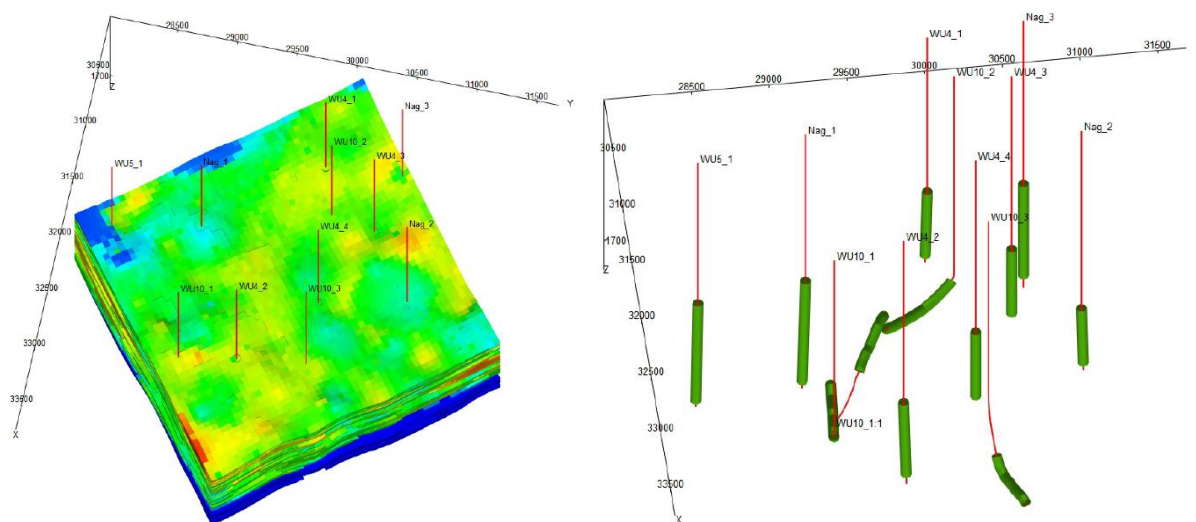 28500
29000
29500
30000
30500
31000
31500
Y
30500
1700
Z
31000
31500
32000
32500
33000
33500
X
WU4_1
Nag_3
WU10_2
WU4_3
WU5_1
Nag_1
WU4_4
Nag_2
WU10_1
WU4_2
WU10_3
28500
29000
29500
30000
30500
31000
31500
30500
31000
1700
Z
31500
32000
32500
33000
33500
X
Nag_3
WU4_1
WU10_2
WU4_3
Nag_1
Nag_2
WU5_1
WU4_4
WU10_3
WU4_2
WU10_1
WU10_1:1